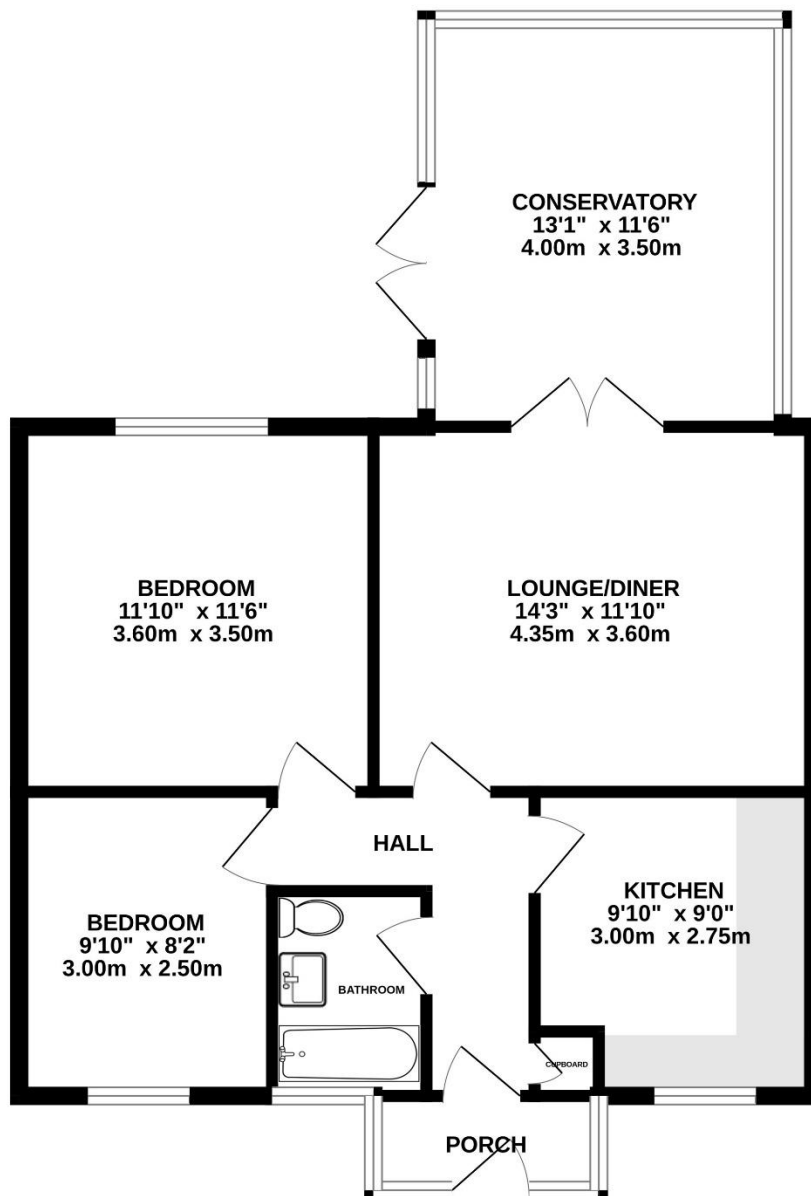 CONSERVATORY
13'1" x 11'6"
4.00m x 3.50m
BEDROOM
11'10" x 11'6"
3.60m x 3.50m
LOUNGE/DINER
14'3" x 11'10"
4.35m x 3.60m
HALL
KITCHEN
9'10" x 9'0"
3.00m x 2.75m
BEDROOM
9'10" x 8'2"
3.00m x 2.50m
BATHROOM
CUPBOARD
PORCH